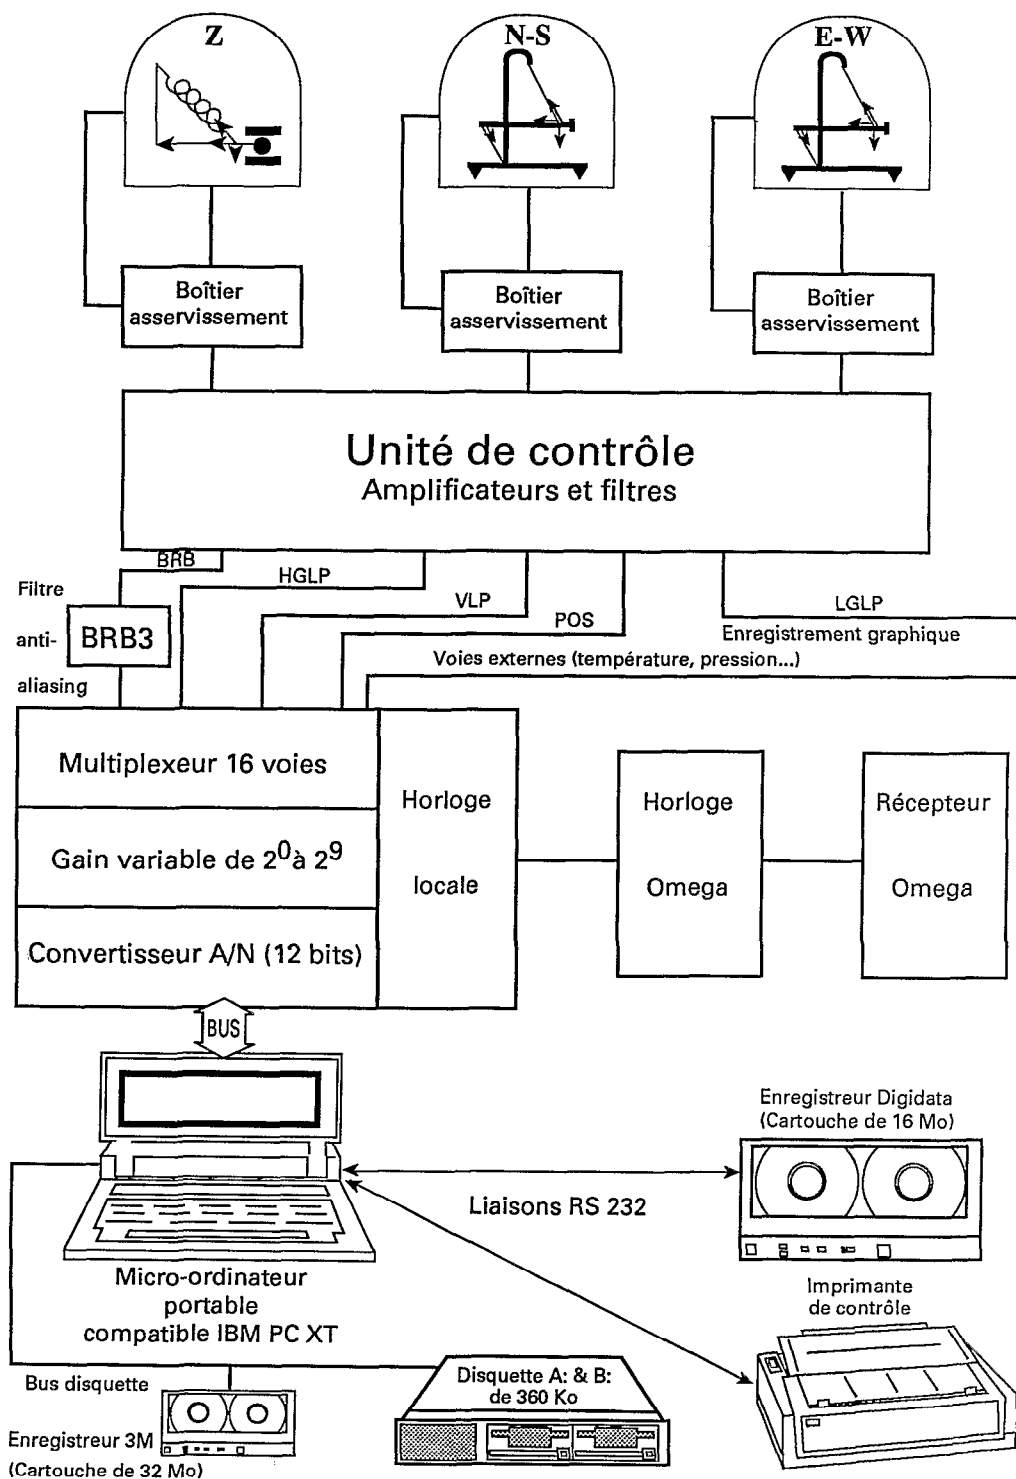 Z
N-S
E-W
Boîtier
asservissement
Boîtier
asservissement
Boîtier
asservissement
Unité de contrôle
Amplificateurs et filtres
BRB
HGLP
VLP
POS
LGLP
Enregistrement graphique
Voies externes (température, pression...)
Filtre
anti-
aliasing
BRB3
Multiplexeur 16 voies
Gain variable de 2⁰à 2⁹
Convertisseur A/N (12 bits)
Horloge
locale
Horloge
Omega
Récepteur
Omega
BUS
Enregistreur Digidata
(Cartouche de 16 Mo)
Liaisons RS 232
Micro-ordinateur
portable
compatible IBM PC XT
Imprimante
de contrôle
Bus disquette
Disquette A: & B:
de 360 Ko
Enregistreur 3M
(Cartouche de 32 Mo)